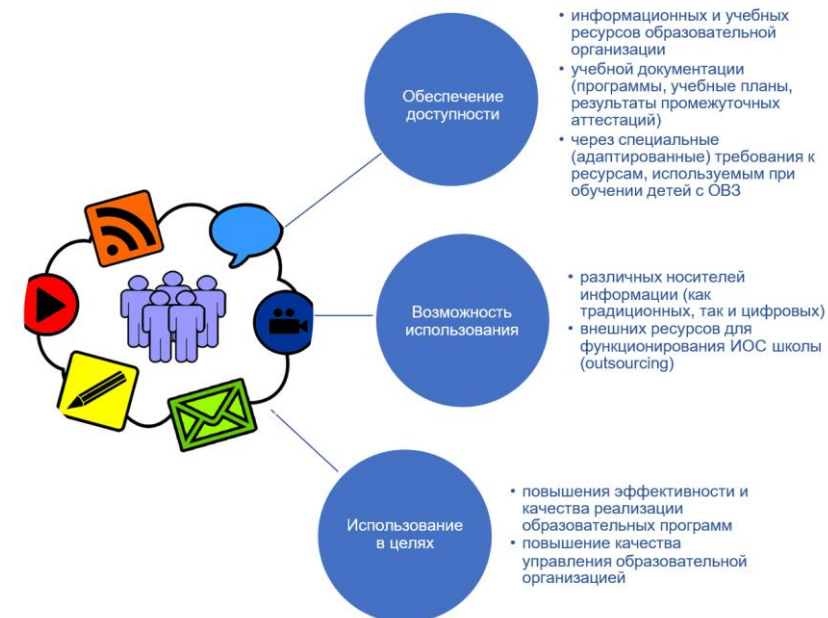 Обеспечение
доступности
• информационных и учебных
ресурсов образовательной
организации
• учебной документации
(программы, учебные планы,
результаты промежуточных
аттестаций)
• через специальные
(адаптированные) требования к
ресурсам, используемым при
обучении детей с ОВЗ
Возможность
использования
• различных носителей
информации (как
традиционных, так и цифровых)
• внешних ресурсов для
функционирования ИОС школы
(outsourcing)
Использование
в целях
• повышения эффективности и
качества реализации
образовательных программ
• повышение качества
управления образовательной
организацией